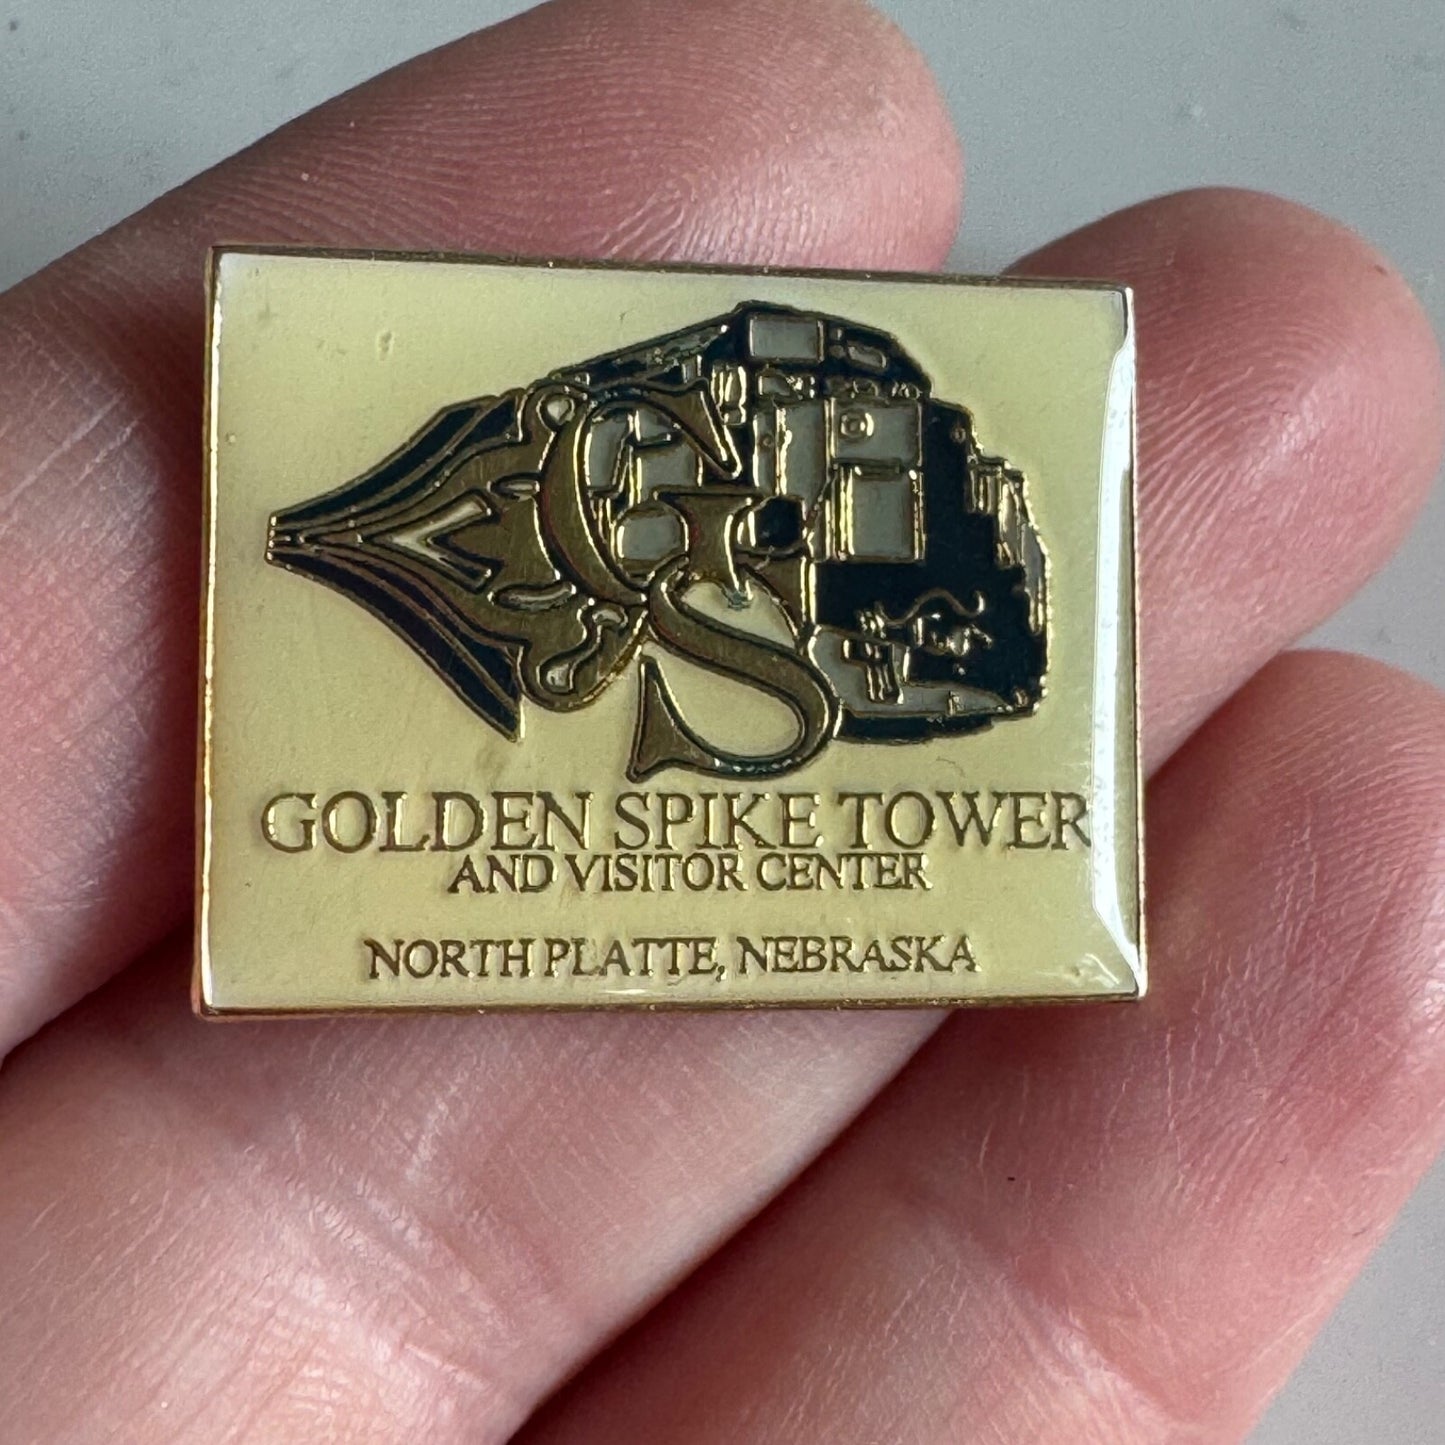 GS
GOLDEN SPIKE TOWER
AND VISITOR CENTER
NORTH PLATTE, NEBRASKA